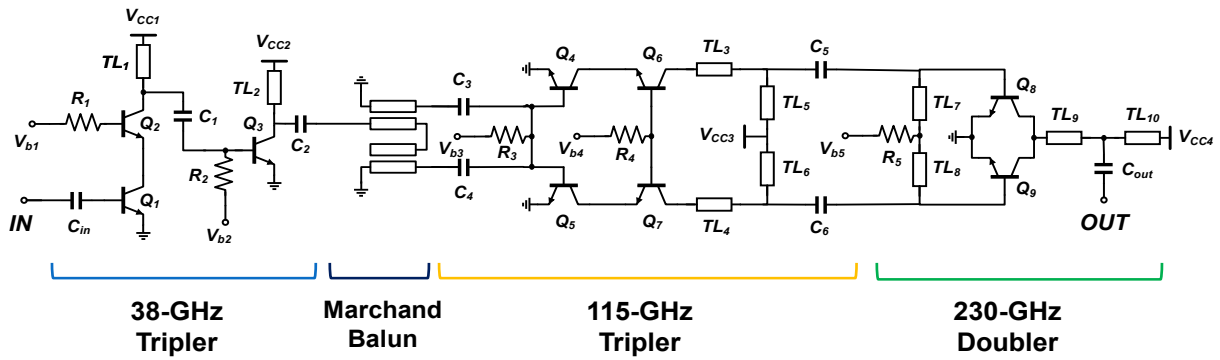 V_CC1
TL_1
R_1
V_b1
Q_2
C_1
Q_1
IN
C_in
V_CC2
TL_2
Q_3
C_2
R_2
V_b2
C_3
V_b3
R_3
C_4
Q_4
Q_6
V_b4
R_4
Q_5
Q_7
TL_3
TL_5
V_CC3
TL_6
TL_4
C_5
C_6
V_b5
R_5
TL_7
TL_8
Q_8
Q_9
TL_9
TL_10
V_CC4
C_out
OUT
38-GHz
Tripler
Marchand
Balun
115-GHz
Tripler
230-GHz
Doubler